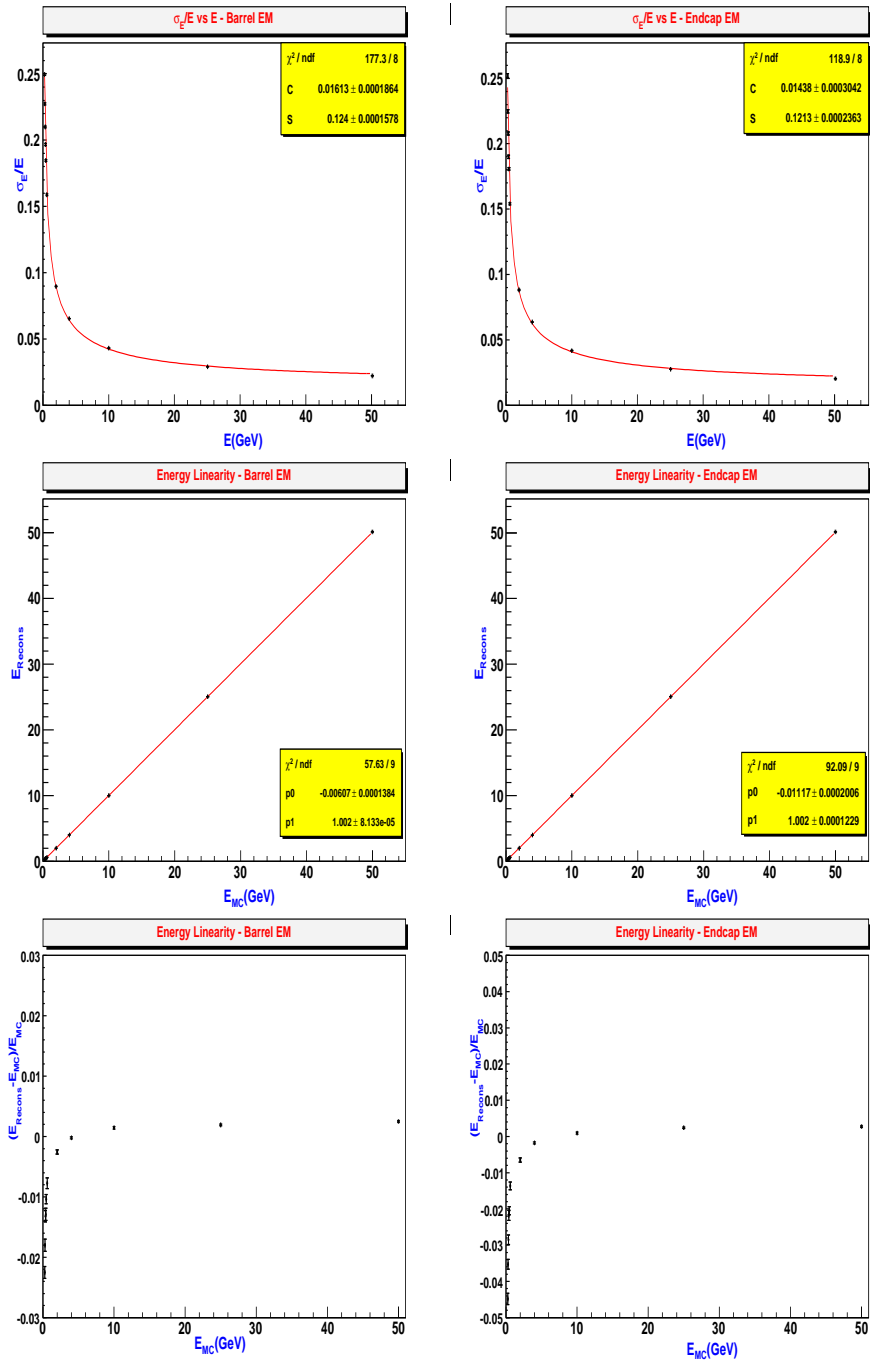 σE/E vs E - Barrel EM
χ2 / ndf 177.3 / 8
C 0.01613 ± 0.0001864
S 0.124 ± 0.0001578
σE/E
0.25
0.2
0.15
0.1
0.05
0
0 10 20 30 40 50
E(GeV)
σE/E vs E - Endcap EM
χ2 / ndf 118.9 / 8
C 0.01438 ± 0.0003042
S 0.1213 ± 0.0002363
σE/E
0.25
0.2
0.15
0.1
0.05
0
0 10 20 30 40 50
E(GeV)
Energy Linearity - Barrel EM
ERecons
50
40
30
20
10
0
χ2 / ndf 57.63 / 9
p0 -0.00607 ± 0.0001384
p1 1.002 ± 8.133e-05
0 10 20 30 40 50
EMC(GeV)
Energy Linearity - Endcap EM
ERecons
50
40
30
20
10
0
χ2 / ndf 92.09 / 9
p0 -0.01117 ± 0.0002006
p1 1.002 ± 0.0001229
0 10 20 30 40 50
EMC(GeV)
Energy Linearity - Barrel EM
(ERecons-EMC)/EMC
0.03
0.02
0.01
0
-0.01
-0.02
-0.03
0 10 20 30 40 50
EMC(GeV)
Energy Linearity - Endcap EM
(ERecons-EMC)/EMC
0.05
0.04
0.03
0.02
0.01
0
-0.01
-0.02
-0.03
-0.04
-0.05
0 10 20 30 40 50
EMC(GeV)